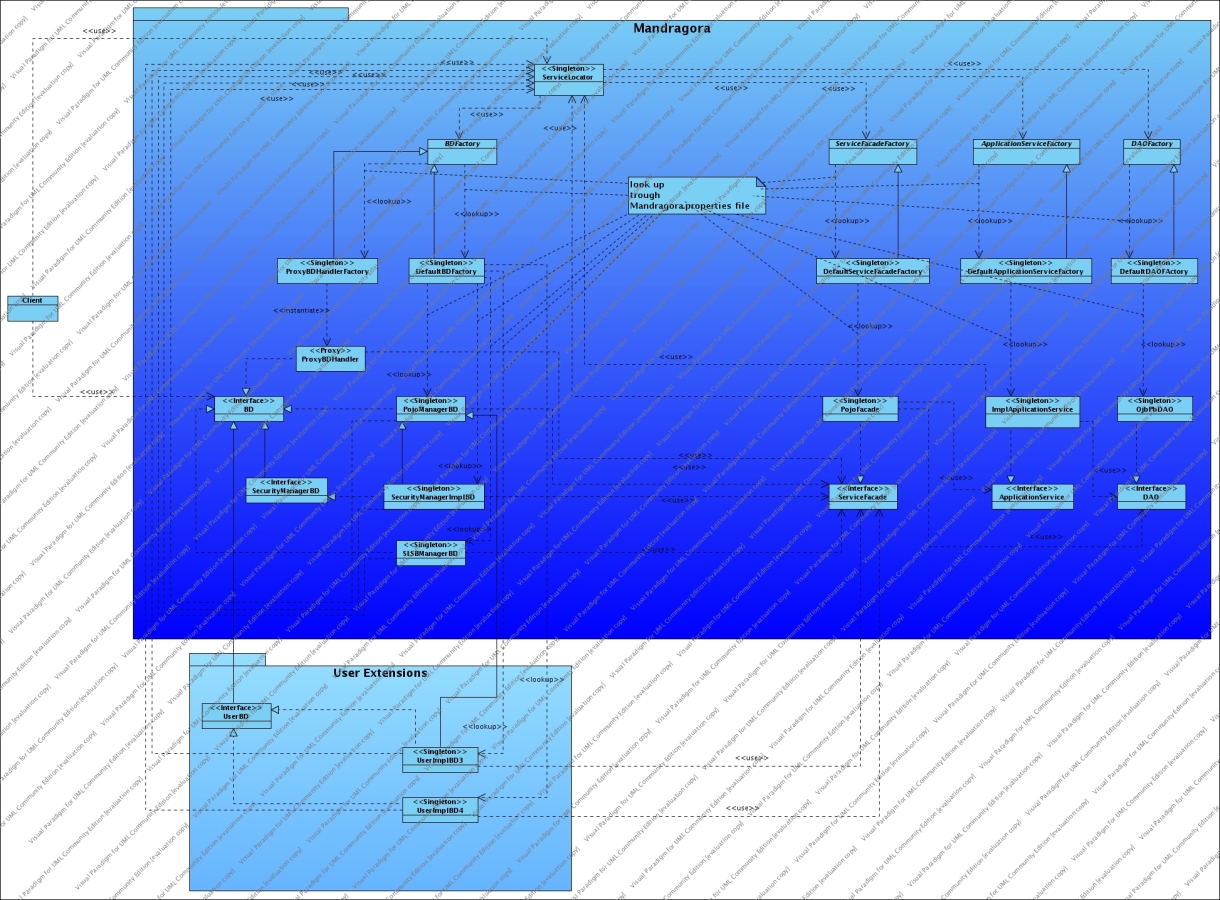 Mandragora
<<use>>
<<Singleton>>
ServiceLocator
<<use>>
<<use>>
<<use>>
<<use>>
<<use>>
<<use>>
<<use>>
<<use>>
<<use>>
<<use>>
BDFactory
ServiceFacadeFactory
ApplicationServiceFactory
DAOFactory
look up
trough
Mandragora.properties file
<<lookup>>
<<lookup>>
<<lookup>>
<<lookup>>
<<lookup>>
<<Singleton>>
ProxyBDHandlerFactory
<<Singleton>>
DefaultBDFactory
<<Singleton>>
DefaultServiceFacadeFactory
<<Singleton>>
DefaultApplicationServiceFactory
<<Singleton>>
DefaultDAOFactory
Client
<<instantiate>>
<<lookup>>
<<lookup>>
<<lookup>>
<<Proxy>>
ProxyBDHandler
<<use>>
<<lookup>>
<<use>>
<<Interface>>
BD
<<Singleton>>
PojoManagerBD
<<Singleton>>
PojoFacade
<<Singleton>>
ImplApplicationService
<<Singleton>>
OjbPbDAO
<<use>>
<<lookup>>
<<use>>
<<use>>
<<use>>
<<Interface>>
SecurityManagerBD
<<Singleton>>
SecurityManagerImplBD
<<use>>
<<Interface>>
ServiceFacade
<<Interface>>
ApplicationService
<<Interface>>
DAO
<<lookup>>
<<use>>
<<Singleton>>
SLSBManagerBD
<<use>>
User Extensions
<<lookup>>
<<Interface>>
UserBD
<<lookup>>
<<Singleton>>
UserImplBD3
<<use>>
<<Singleton>>
UserImplBD4
<<use>>
Visual Paradigm for UML Community Edition [evaluation copy]